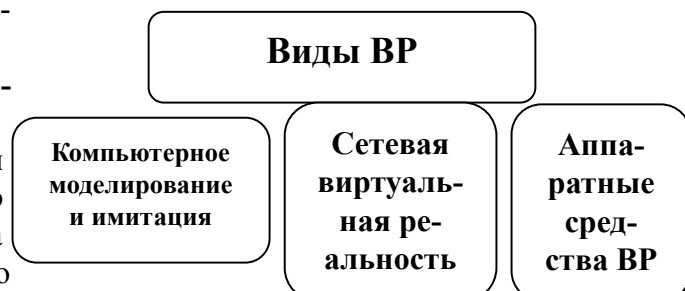 -
-
и
о
а
о
Виды ВР
Компьютерное
моделирование
и имитация
Сетевая
виртуаль-
ная ре-
альность
Аппа-
ратные
сред-
ства ВР